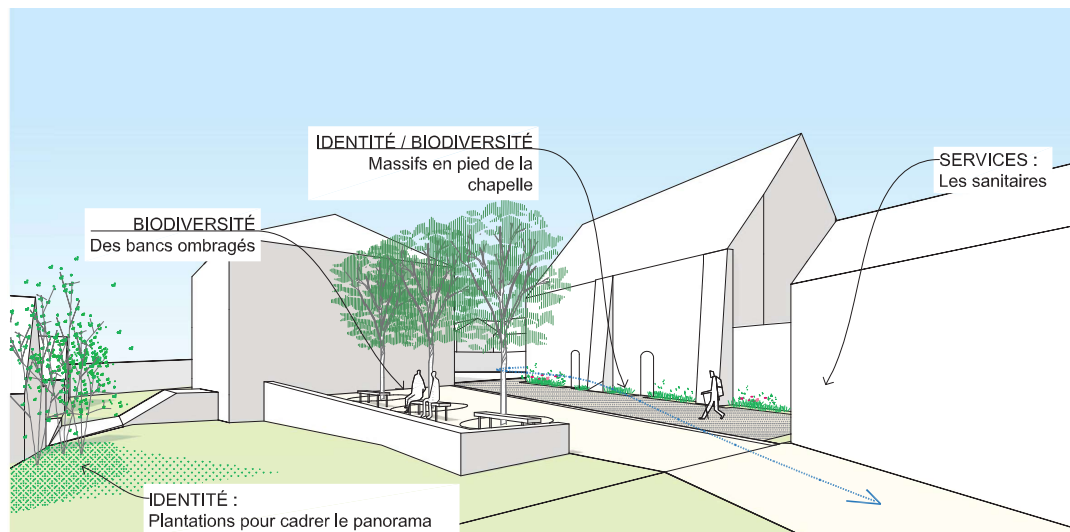 IDENTITÉ / BIODIVERSITÉ
Massifs en pied de la
chapelle
SERVICES :
Les sanitaires
BIODIVERSITÉ
Des bancs ombragés
IDENTITÉ :
Plantations pour cadrer le panorama